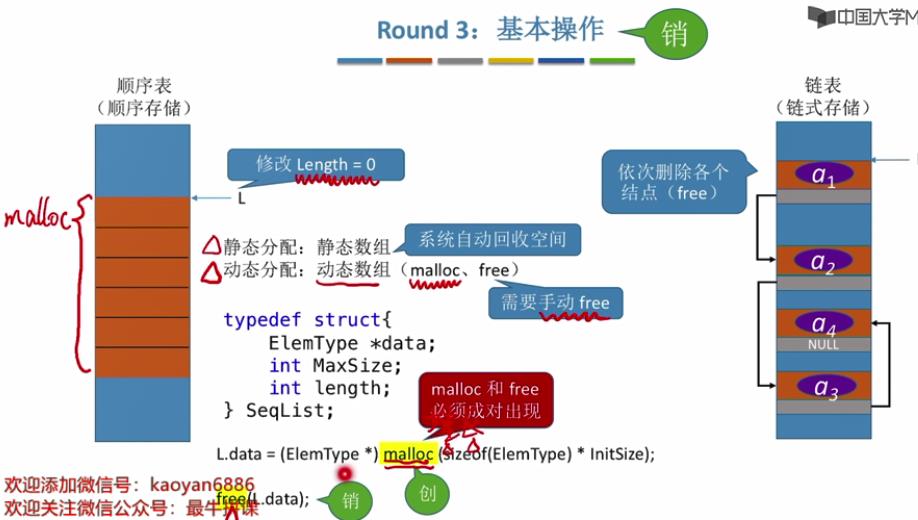 中国大学M
Round 3：基本操作
销
顺序表
（顺序存储）
链表
（链式存储）
修改 Length = 0
L
malloc
依次删除各个
结点（free）
静态分配：静态数组
系统自动回收空间
动态分配：动态数组（malloc、free）
需要手动 free
typedef struct{
ElemType *data;
int MaxSize;
int length;
} SeqList;
malloc 和 free
必须成对出现
L.data = (ElemType *) malloc (sizeof(ElemType) * InitSize);
free(L.data);
销
创
a1
a2
a4
NULL
a3
欢迎添加微信号：kaoyan6886
欢迎关注微信公众号：最牛网课